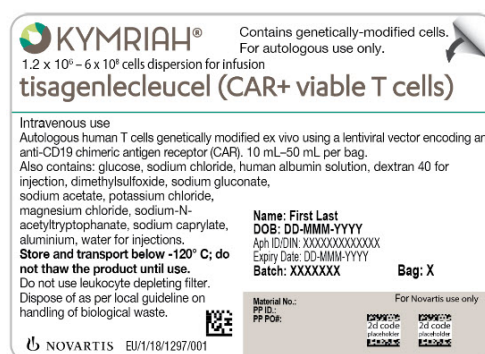 KYMRIAH®
Contains genetically-modified cells.
For autologous use only.
1.2 x 10⁶ – 6 x 10⁸ cells dispersion for infusion
tisagenlecleucel (CAR+ viable T cells)
Intravenous use
Autologous human T cells genetically modified ex vivo using a lentiviral vector encoding an
anti-CD19 chimeric antigen receptor (CAR). 10 mL–50 mL per bag.
Also contains: glucose, sodium chloride, human albumin solution, dextran 40 for
injection, dimethylsulfoxide, sodium gluconate,
sodium acetate, potassium chloride,
magnesium chloride, sodium-N-
acetyltryptophanate, sodium caprylate,
aluminium, water for injections.
Store and transport below -120° C; do
not thaw the product until use.
Do not use leukocyte depleting filter.
Dispose of as per local guideline on
handling of biological waste.
NOVARTIS EU/1/18/1297/001
Name: First Last
DOB: DD-MMM-YYYY
Aph ID/DIN: XXXXXXXXXXXXX
Expiry Date: DD-MMM-YYYY
Batch: XXXXXXX Bag: X
Material No.:
PP ID.:
PP PO#:
For Novartis use only
2d code
placeholder
2d code
placeholder